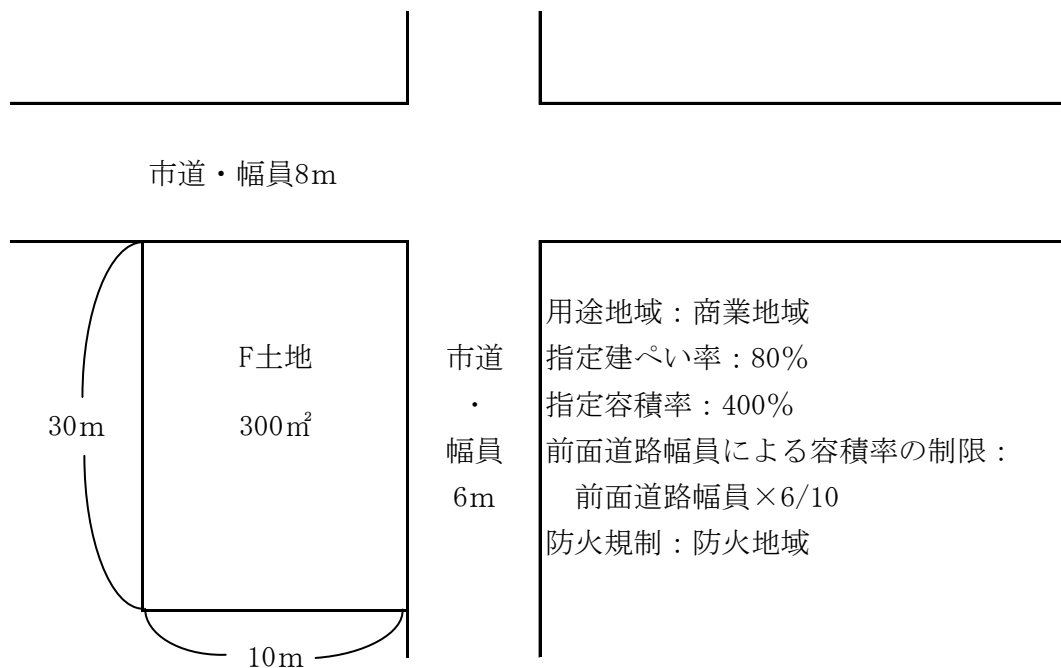 市道・幅員8m
F土地
300㎡
30m
10m
市道
・
幅員
6m
用途地域：商業地域
指定建ぺい率：80％
指定容積率：400％
前面道路幅員による容積率の制限：
前面道路幅員×6/10
防火規制：防火地域